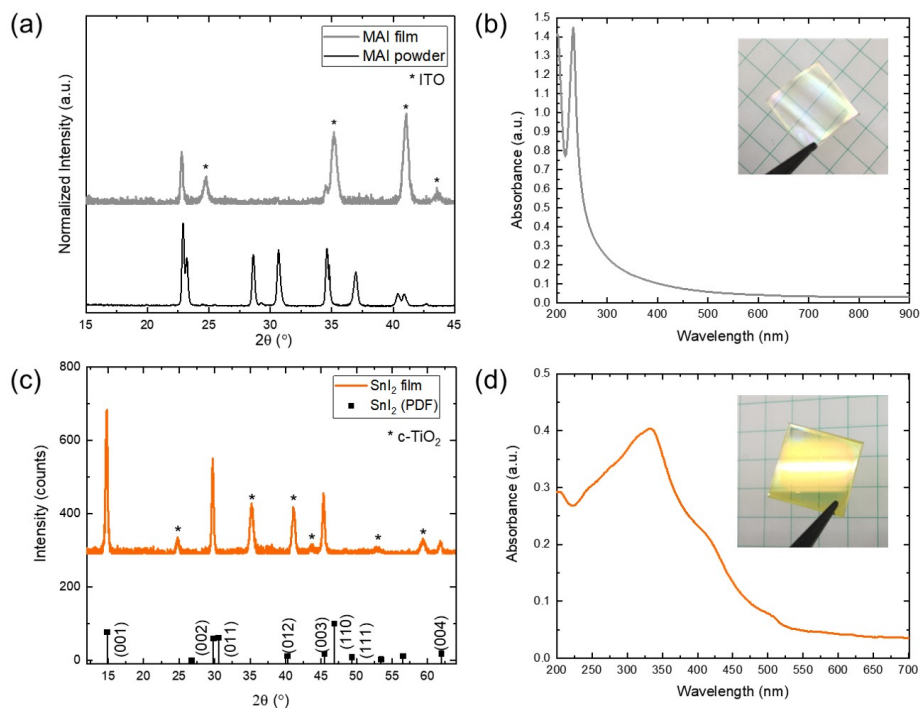 (a)
MAI film
MAI powder
* ITO
*
*
*
*
Normalized Intensity (a.u.)
15 20 25 30 35 40 45
2θ (°)
(b)
1.5
1.4
1.3
1.2
1.1
1.0
0.9
0.8
0.7
0.6
0.5
0.4
0.3
0.2
0.1
0.0
Absorbance (a.u.)
200 300 400 500 600 700 800 900
Wavelength (nm)
(c)
800
600
400
200
0
Intensity (counts)
SnI₂ film
SnI₂ (PDF)
* c-TiO₂
*
*
*
*
*
*
(001)
(002)
(011)
(012)
(003)
(110)
(111)
(004)
15 20 25 30 35 40 45 50 55 60
2θ (°)
(d)
0.5
0.4
0.3
0.2
0.1
0.0
Absorbance (a.u.)
200 250 300 350 400 450 500 550 600 650 700
Wavelength (nm)